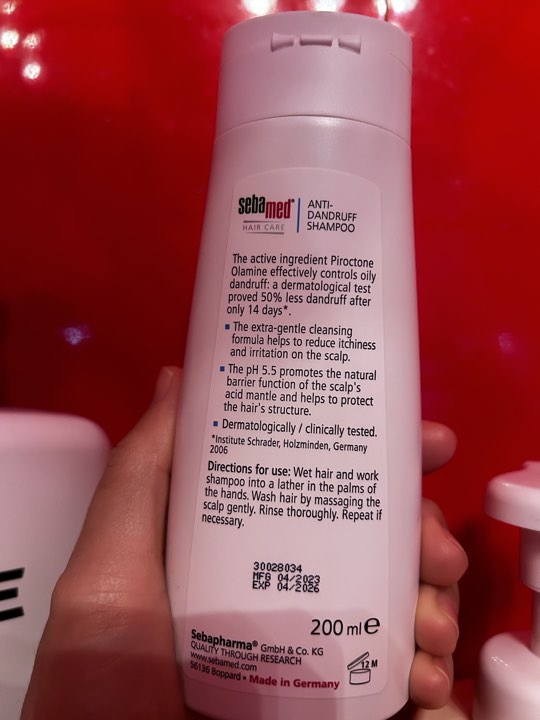 sebamed®
HAIR CARE
ANTI-
DANDRUFF
SHAMPOO
The active ingredient Piroctone
Olamine effectively controls oily
dandruff: a dermatological test
proved 50% less dandruff after
only 14 days*.
▪ The extra-gentle cleansing
formula helps to reduce itchiness
and irritation on the scalp.
▪ The pH 5.5 promotes the natural
barrier function of the scalp's
acid mantle and helps to protect
the hair's structure.
▪ Dermatologically / clinically tested.
*Institute Schrader, Holzminden, Germany
2006
Directions for use: Wet hair and work
shampoo into a lather in the palms of
the hands. Wash hair by massaging the
scalp gently. Rinse thoroughly. Repeat if
necessary.
30028034
MFG 04/2023
EXP 04/2026
200 ml e
Sebapharma® GmbH & Co. KG
QUALITY THROUGH RESEARCH
www.sebamed.com
56136 Boppard • Made in Germany
12 M
E